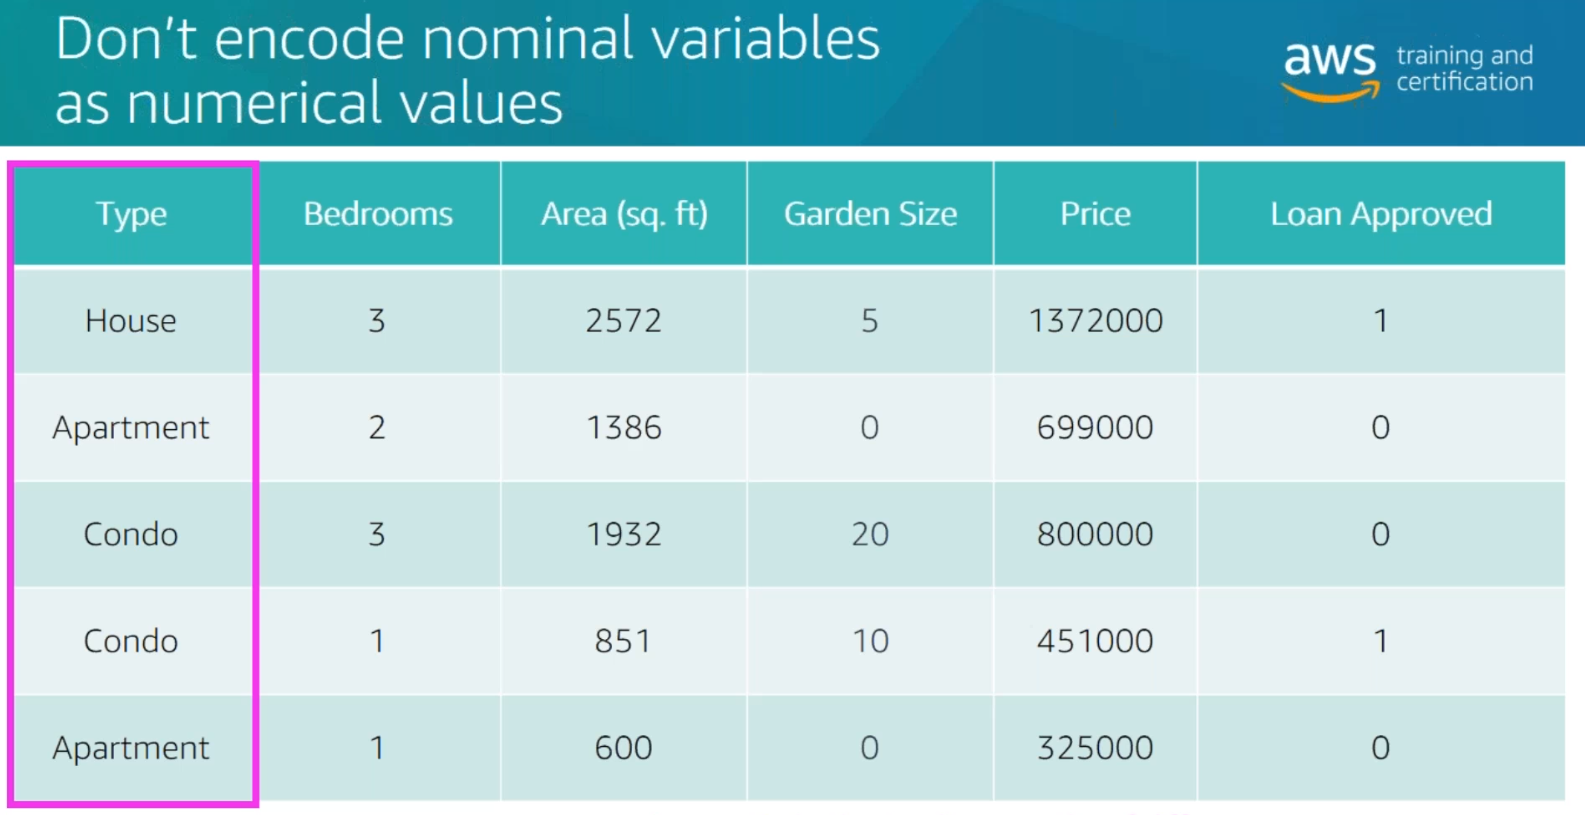 Don't encode nominal variables
as numerical values
aws training and
certification
Type Bedrooms Area (sq. ft) Garden Size Price Loan Approved
House 3 2572 5 1372000 1
Apartment 2 1386 0 699000 0
Condo 3 1932 20 800000 0
Condo 1 851 10 451000 1
Apartment 1 600 0 325000 0